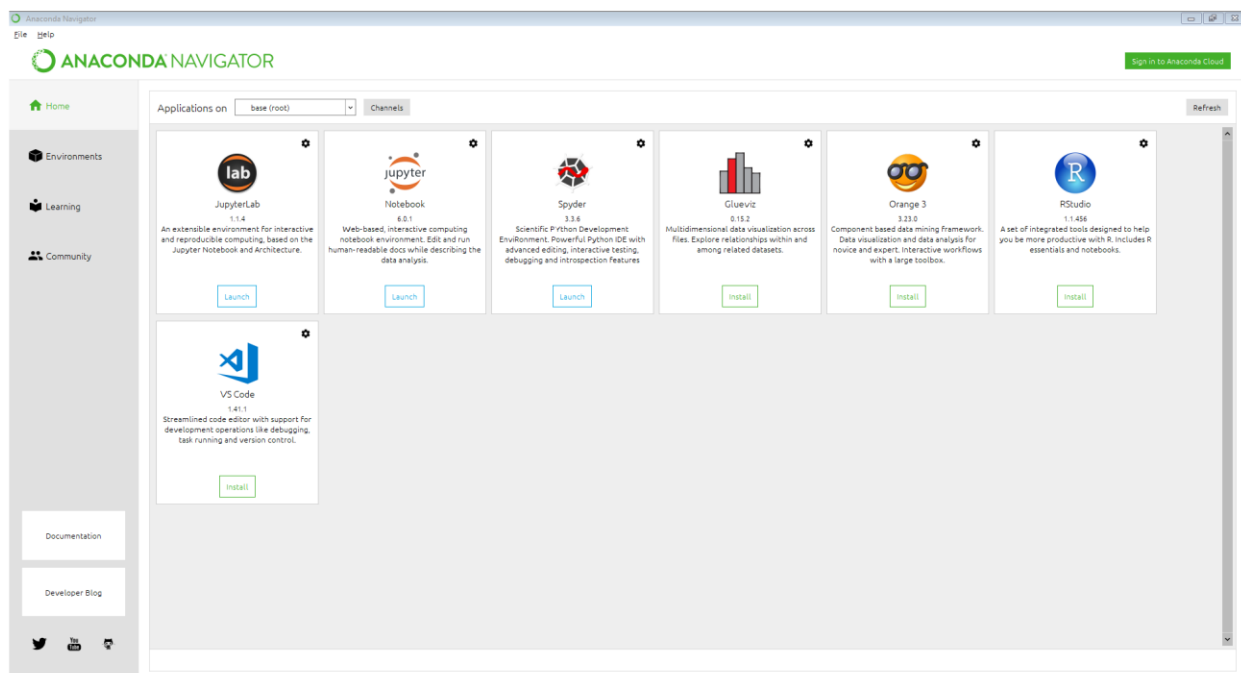 Anaconda Navigator
File Help
ANACONDA NAVIGATOR
Sign in to Anaconda Cloud
Home
Environments
Learning
Community
Documentation
Developer Blog
You
Tube
Applications on base (root) Channels Refresh
lab
JupyterLab
1.1.4
An extensible environment for interactive
and reproducible computing, based on the
Jupyter Notebook and Architecture.
Launch
jupyter
Notebook
6.0.1
Web-based, interactive computing
notebook environment. Edit and run
human-readable docs while describing the
data analysis.
Launch
Spyder
3.3.6
Scientific PYthon Development
EnviRonment. Powerful Python IDE with
advanced editing, interactive testing,
debugging and introspection features
Launch
Glueviz
0.15.2
Multidimensional data visualization across
files. Explore relationships within and
among related datasets.
Install
Orange 3
3.23.0
Component based data mining framework.
Data visualization and data analysis for
novice and expert. Interactive workflows
with a large toolbox.
Install
R
RStudio
1.1.456
A set of integrated tools designed to help
you be more productive with R. Includes R
essentials and notebooks.
Install
VS Code
1.41.1
Streamlined code editor with support for
development operations like debugging,
task running and version control.
Install